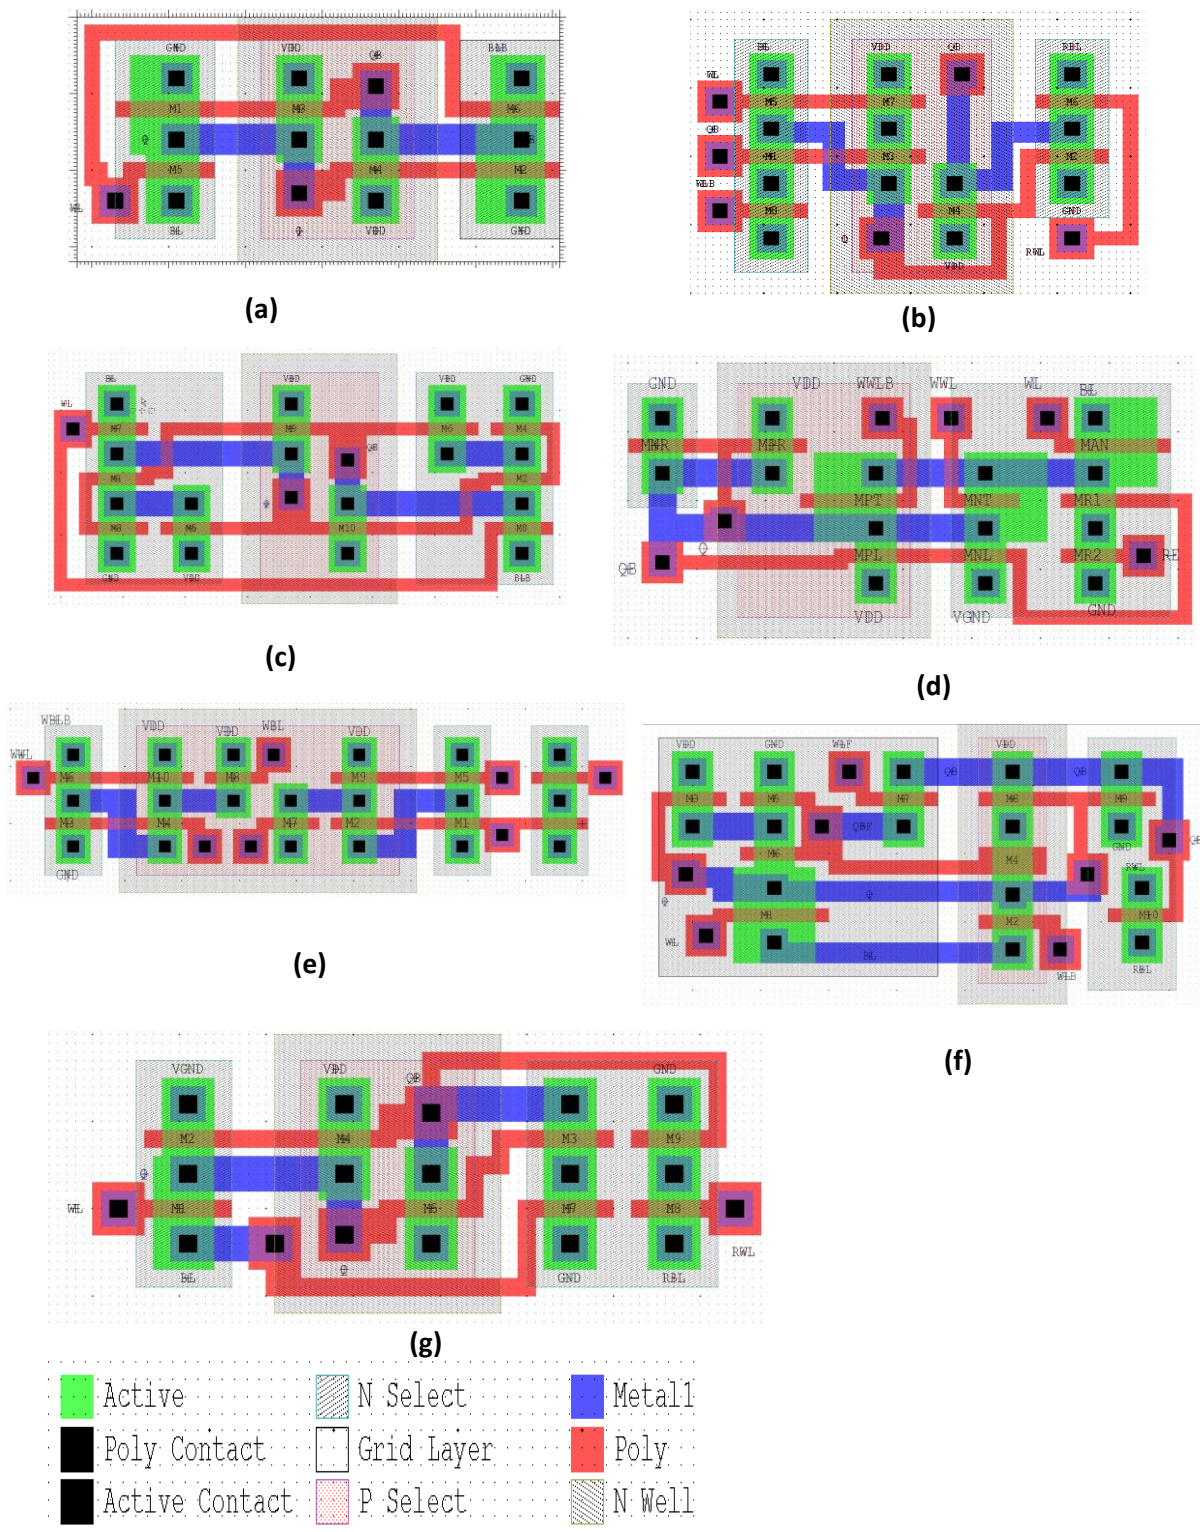 GND VDD QB BLB
M1 M3 M6
Q
M5 M4 M2
WL
BL Q VDD GND
(a)
BL VDD QB RBL
WL
M5 M7 M6
QB
M1 M3 M2
WLB
M8 M4 GND
Q RWL
VDD
(b)
BL VDD VDD GND
WL
M7 M9 M6 M4
QB
M1 M2
Q
M3 M5 M10 M8
GND VDD BLB
(c)
GND VDD WWLB WWL WL BL
MNR MPR MAN
MPT MNT MR1
Q
QB MPL MNL MR2 RE
VDD VGND GND
(d)
WBLB VDD VDD WBL VDD
WWL
M6 M10 M8 M9 M5
M3 M4 M7 M2 M1
GND
(e)
VDD GND WLF VDD
QB QB
M3 M5 M7 M8 M9
QBF
M6 M4 GND QB
RWL
Q Q
M1 M2 M10
WL
BL WLB RBL
(f)
VGND VDD QB GND
M2 M4 M3 M9
Q
WL M1 M5 M7 M8
RWL
BL Q GND RBL
(g)
Active N Select Metal1
Poly Contact Grid Layer Poly
Active Contact P Select N Well